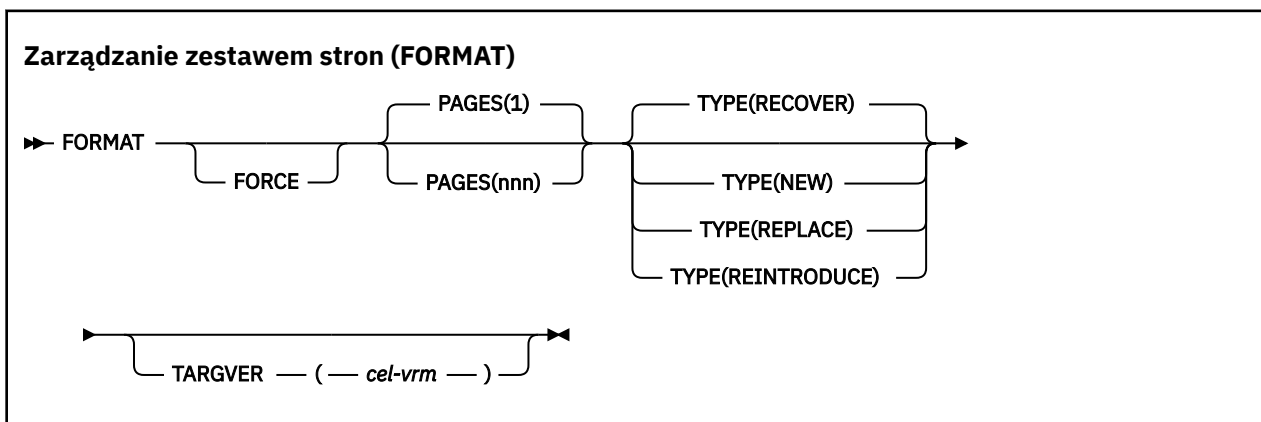 Zarządzanie zestawem stron (FORMAT)
FORMAT
FORCE
PAGES(1)
PAGES(nnn)
TYPE(RECOVER)
TYPE(NEW)
TYPE(REPLACE)
TYPE(REINTRODUCE)
TARGVER ( cel-vrm )